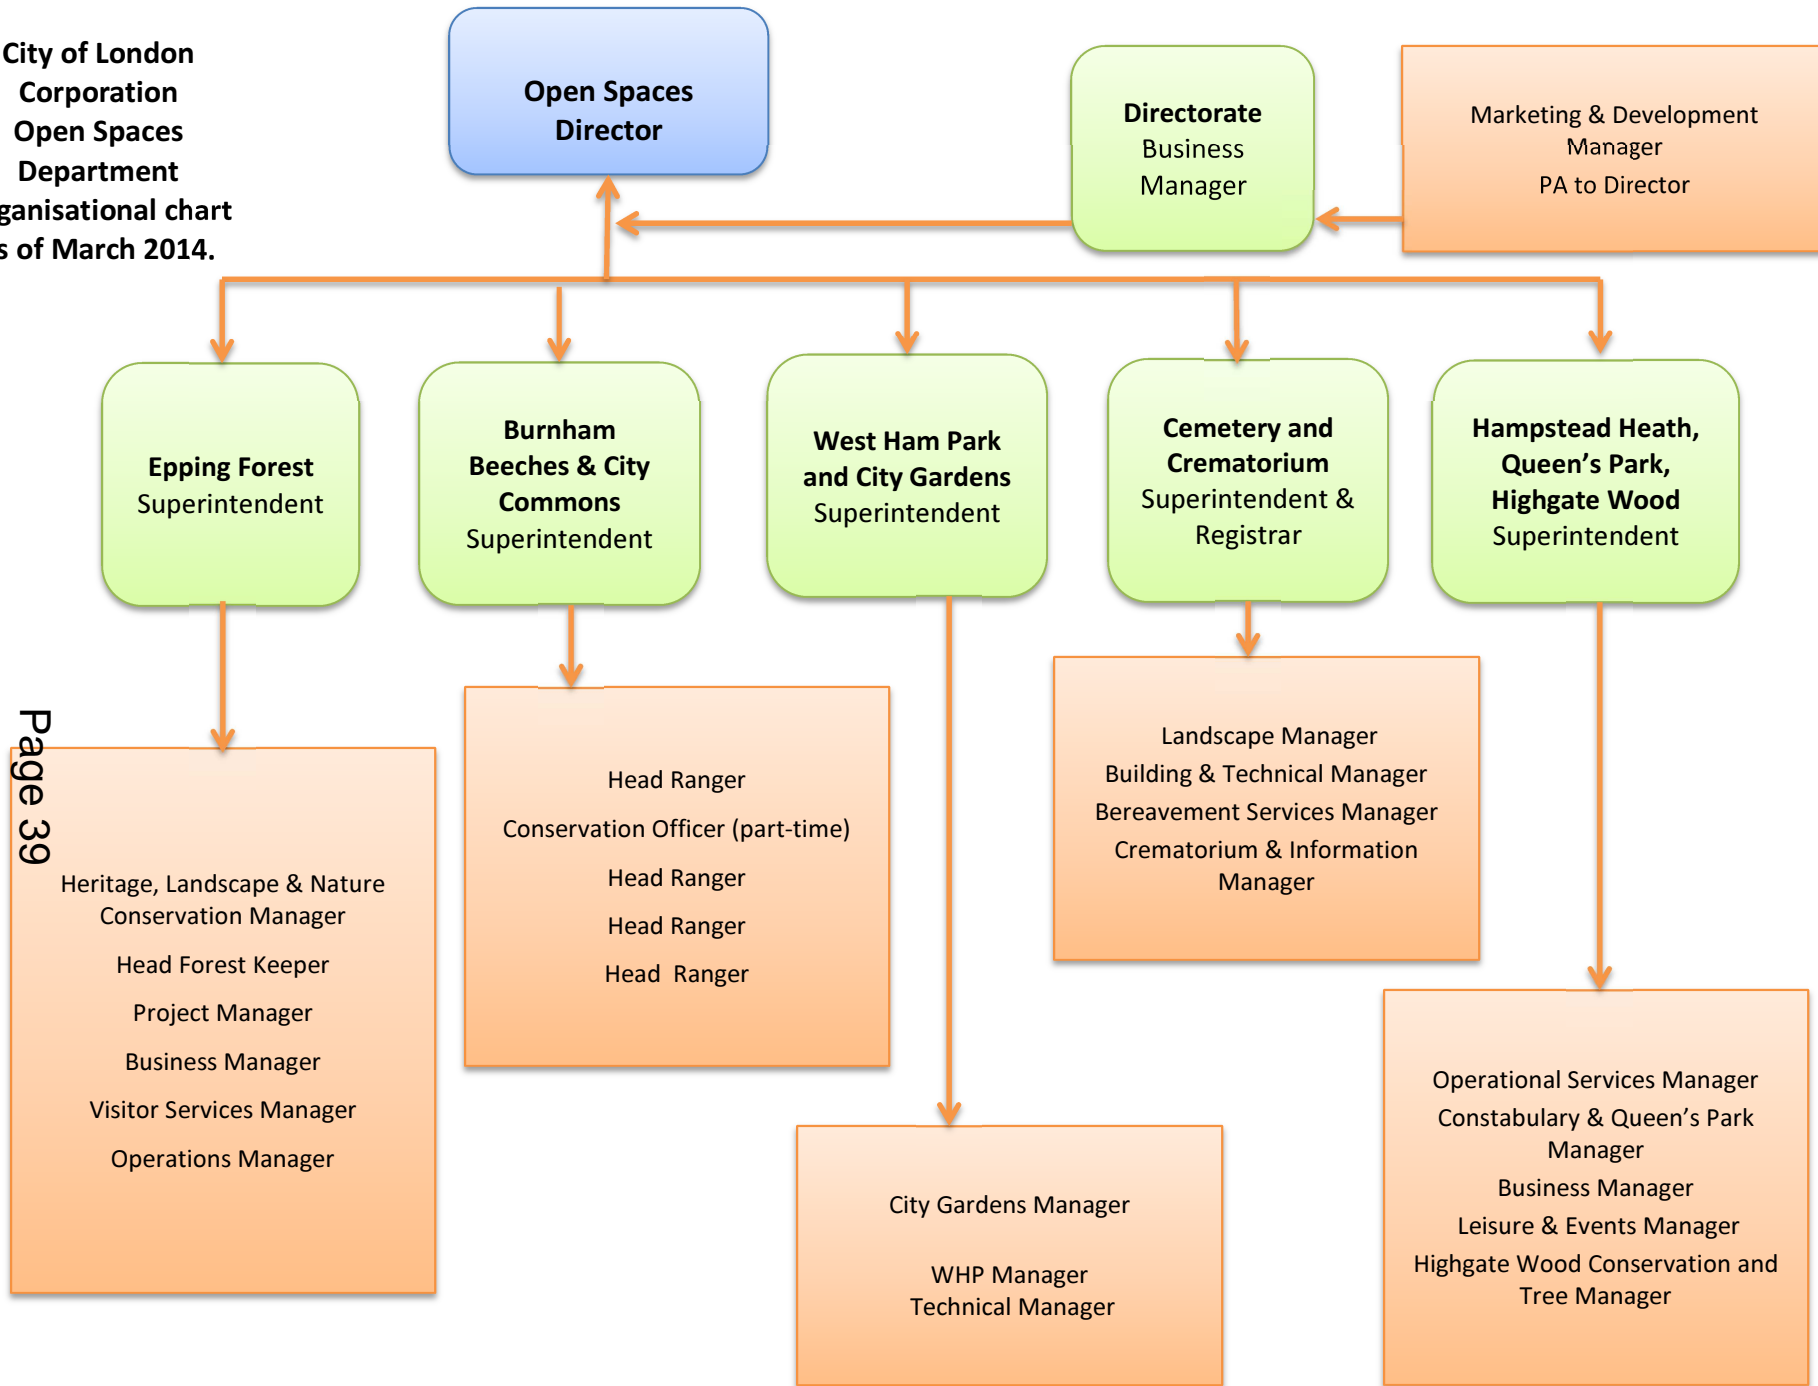 City of London
Corporation
Open Spaces
Department
ganisational chart
s of March 2014.
Open Spaces
Director
Directorate
Business
Manager
Marketing & Development
Manager
PA to Director
Epping Forest
Superintendent
Burnham
Beeches & City
Commons
Superintendent
West Ham Park
and City Gardens
Superintendent
Cemetery and
Crematorium
Superintendent &
Registrar
Hampstead Heath,
Queen’s Park,
Highgate Wood
Superintendent
Page 39
Heritage, Landscape & Nature
Conservation Manager
Head Forest Keeper
Project Manager
Business Manager
Visitor Services Manager
Operations Manager
Head Ranger
Conservation Officer (part-time)
Head Ranger
Head Ranger
Head  Ranger
City Gardens Manager
WHP Manager
Technical Manager
Landscape Manager
Building & Technical Manager
Bereavement Services Manager
Crematorium & Information
Manager
Operational Services Manager
Constabulary & Queen’s Park
Manager
Business Manager
Leisure & Events Manager
Highgate Wood Conservation and
Tree Manager